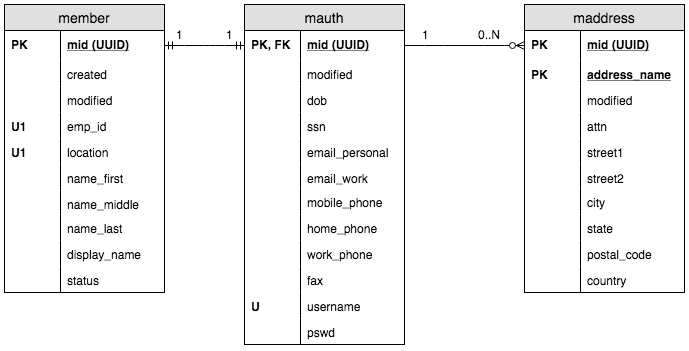 member
PK mid (UUID)
created
modified
U1 emp_id
U1 location
name_first
name_middle
name_last
display_name
status
1 1
mauth
PK, FK mid (UUID)
modified
dob
ssn
email_personal
email_work
mobile_phone
home_phone
work_phone
fax
U username
pswd
1 0..N
maddress
PK mid (UUID)
PK address_name
modified
attn
street1
street2
city
state
postal_code
country